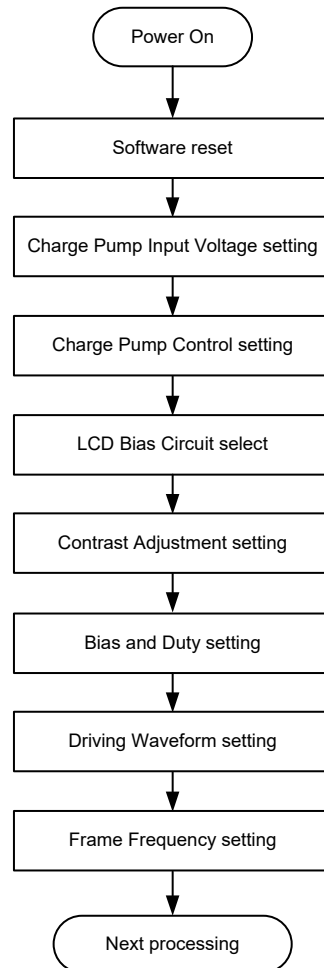 Power On
Software reset
Charge Pump Input Voltage setting
Charge Pump Control setting
LCD Bias Circuit select
Contrast Adjustment setting
Bias and Duty setting
Driving Waveform setting
Frame Frequency setting
Next processing